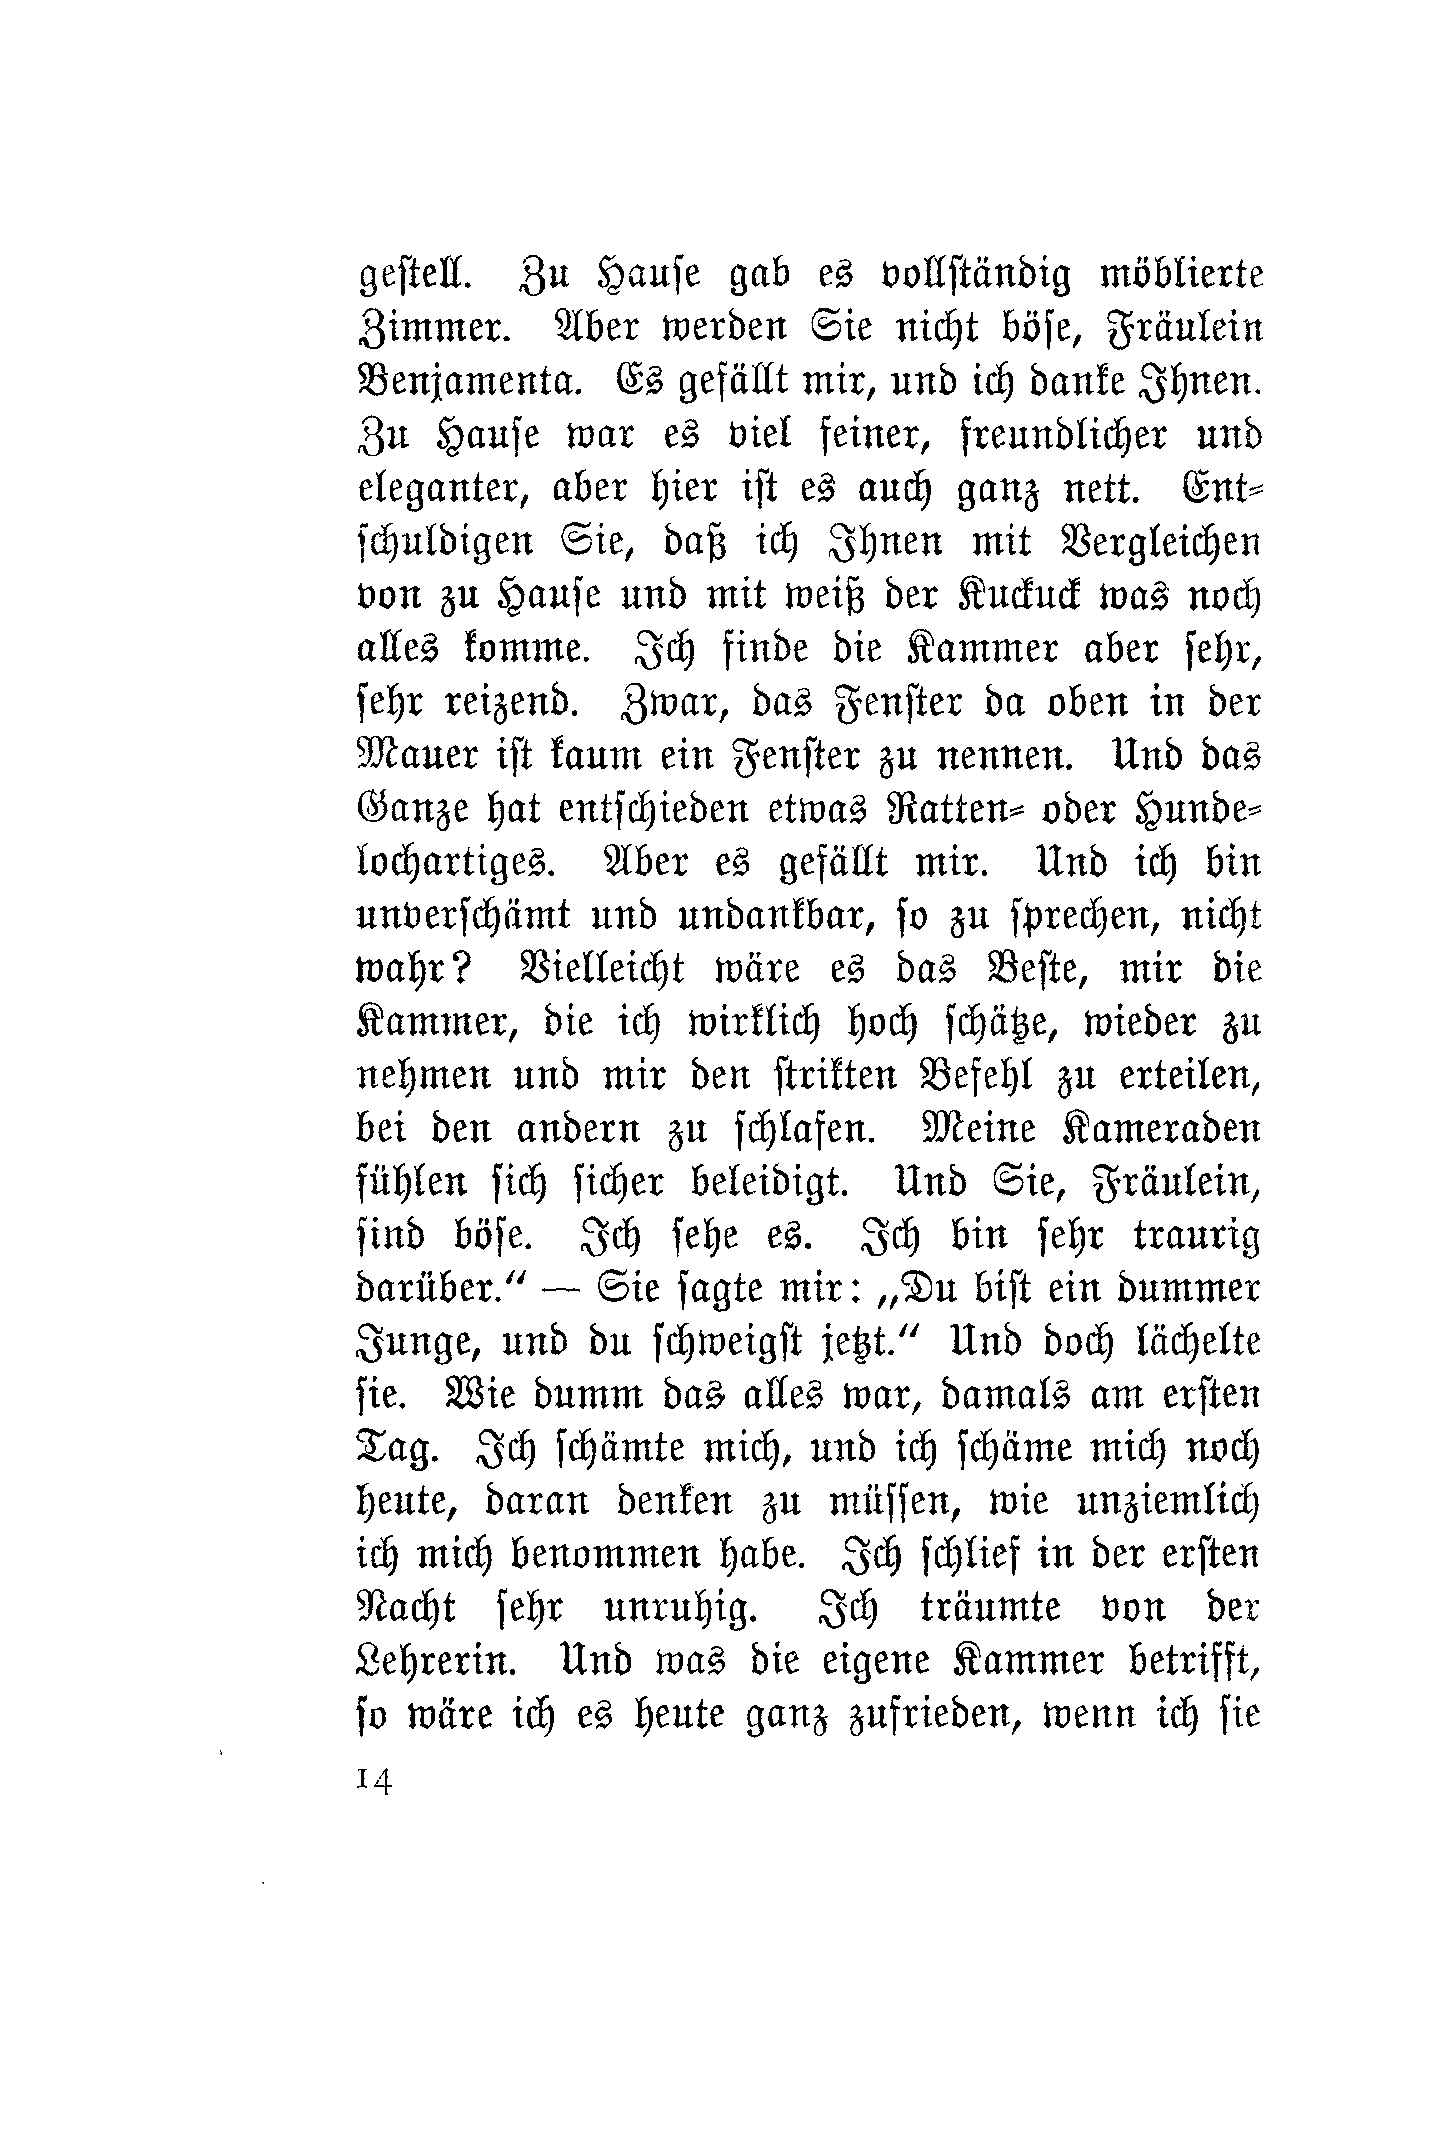 gestell. Zu Hause gab es vollständig möblierte
Zimmer. Aber werden Sie nicht böse, Fräulein
Benjamenta. Es gefällt mir, und ich danke Ihnen.
Zu Hause war es viel feiner, freundlicher und
eleganter, aber hier ist es auch ganz nett. Ent-
schuldigen Sie, daß ich Ihnen mit Vergleichen
von zu Hause und mit weiß der Kuckuck was noch
alles komme. Ich finde die Kammer aber sehr,
sehr reizend. Zwar, das Fenster da oben in der
Mauer ist kaum ein Fenster zu nennen. Und das
Ganze hat entschieden etwas Ratten- oder Hunde-
lochartiges. Aber es gefällt mir. Und ich bin
unverschämt und undankbar, so zu sprechen, nicht
wahr? Vielleicht wäre es das Beste, mir die
Kammer, die ich wirklich hoch schätze, wieder zu
nehmen und mir den strikten Befehl zu erteilen,
bei den andern zu schlafen. Meine Kameraden
fühlen sich sicher beleidigt. Und Sie, Fräulein,
sind böse. Ich sehe es. Ich bin sehr traurig
darüber.“ — Sie sagte mir: „Du bist ein dummer
Junge, und du schweigst jetzt.“ Und doch lächelte
sie. Wie dumm das alles war, damals am ersten
Tag. Ich schämte mich, und ich schäme mich noch
heute, daran denken zu müssen, wie unziemlich
ich mich benommen habe. Ich schlief in der ersten
Nacht sehr unruhig. Ich träumte von der
Lehrerin. Und was die eigene Kammer betrifft,
so wäre ich es heute ganz zufrieden, wenn ich sie
14